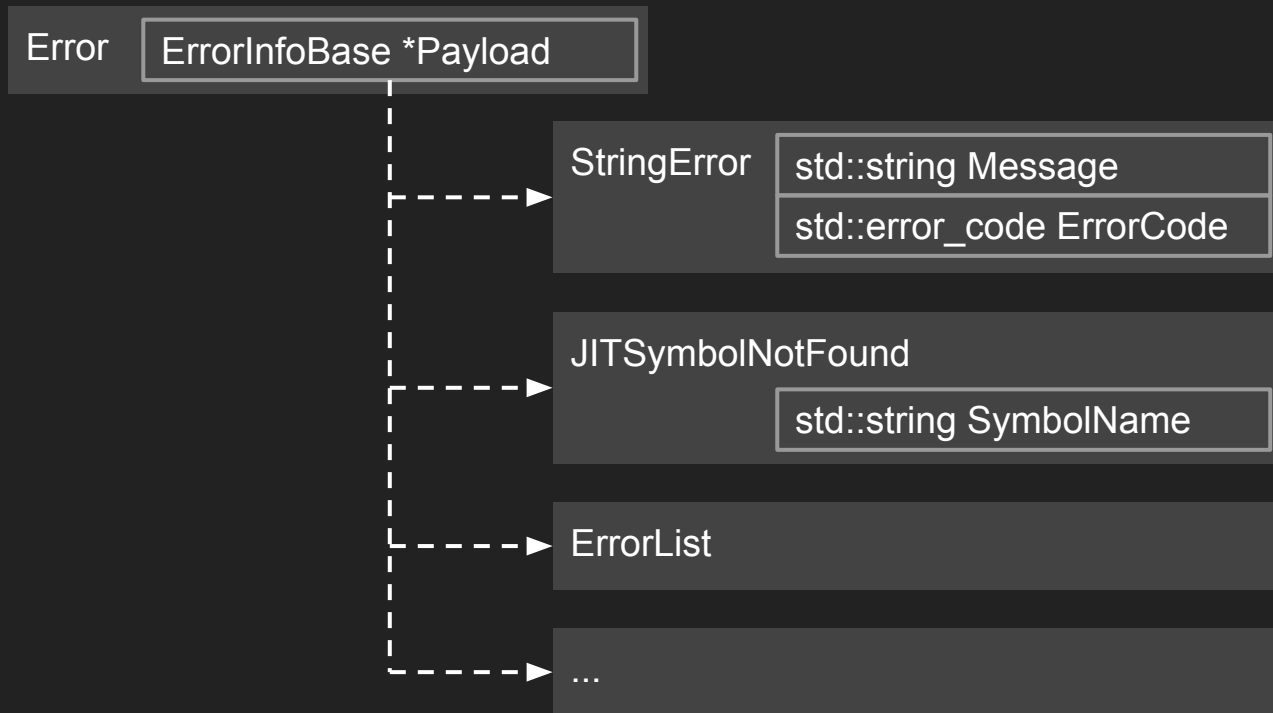 Error ErrorInfoBase *Payload
StringError std::string Message
std::error_code ErrorCode
JITSymbolNotFound
std::string SymbolName
ErrorList
...